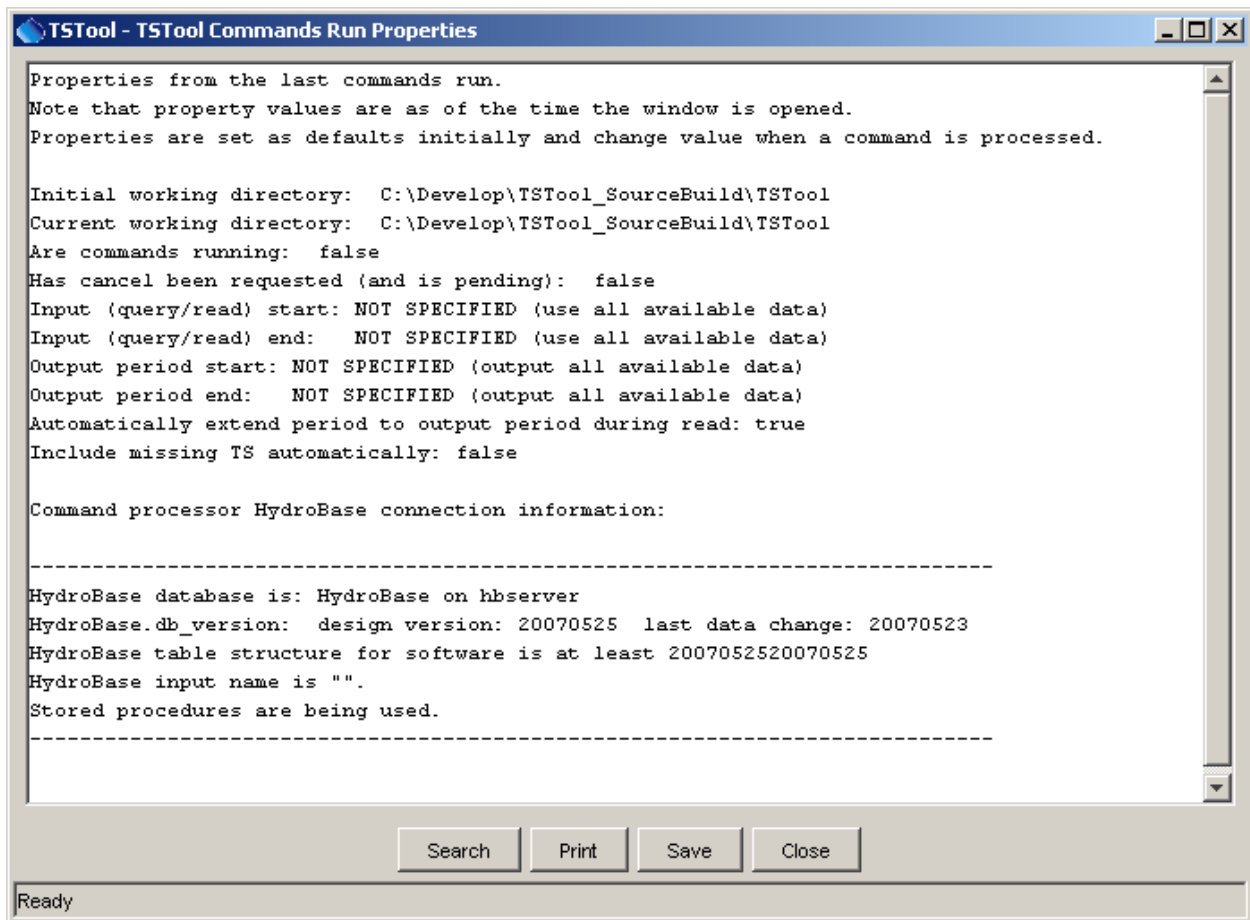 TSTool - TSTool Commands Run Properties
Properties from the last commands run.
Note that property values are as of the time the window is opened.
Properties are set as defaults initially and change value when a command is processed.
Initial working directory:  C:\Develop\TSTool_SourceBuild\TSTool
Current working directory:  C:\Develop\TSTool_SourceBuild\TSTool
Are commands running:  false
Has cancel been requested (and is pending):  false
Input (query/read) start: NOT SPECIFIED (use all available data)
Input (query/read) end:   NOT SPECIFIED (use all available data)
Output period start: NOT SPECIFIED (output all available data)
Output period end:   NOT SPECIFIED (output all available data)
Automatically extend period to output period during read: true
Include missing TS automatically: false
Command processor HydroBase connection information:
---------------------------------------------------------------------------
HydroBase database is: HydroBase on hbserver
HydroBase.db_version:  design version: 20070525  last data change: 20070523
HydroBase table structure for software is at least 2007052520070525
HydroBase input name is "".
Stored procedures are being used.
---------------------------------------------------------------------------
Search Print Save Close
Ready